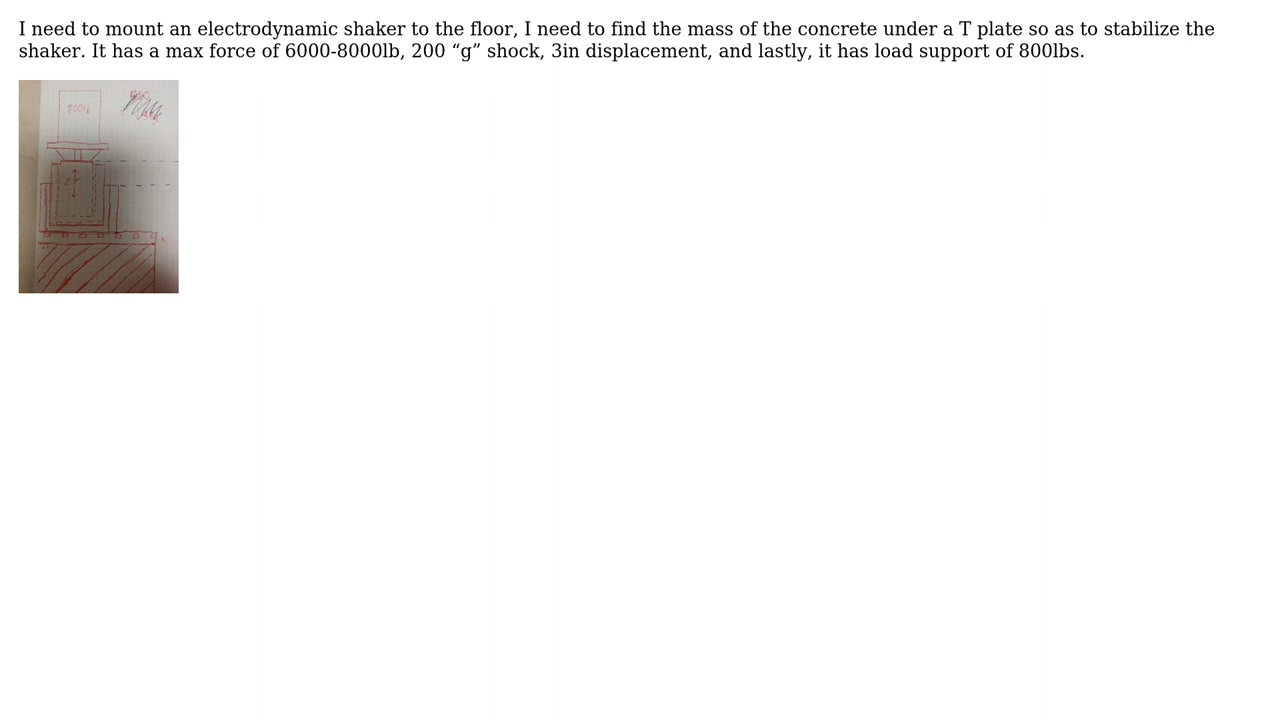 I need to mount an electrodynamic shaker to the floor, I need to find the mass of the concrete under a T plate so as to stabilize the
shaker. It has a max force of 6000-8000lb, 200 “g” shock, 3in displacement, and lastly, it has load support of 800lbs.
800lb